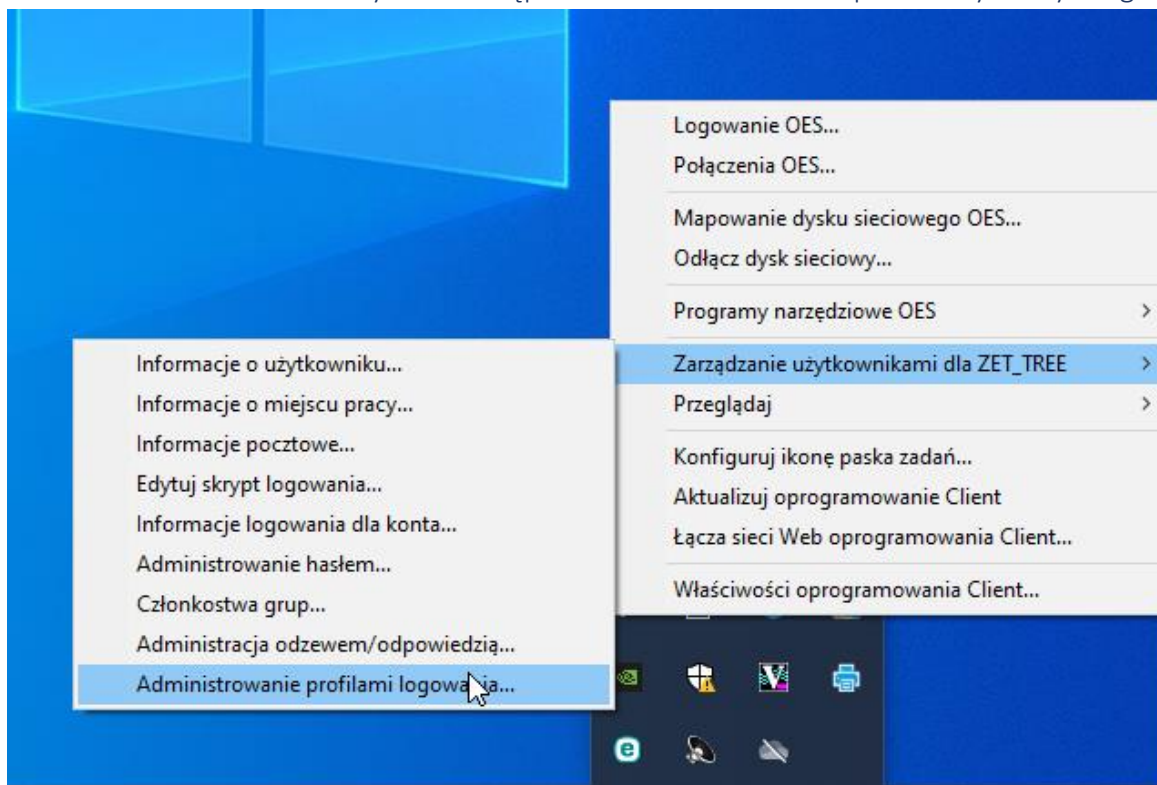 Logowanie OES...
Połączenia OES...
Mapowanie dysku sieciowego OES...
Odłącz dysk sieciowy...
Programy narzędziowe OES
Zarządzanie użytkownikami dla ZET_TREE
Przeglądaj
Konfiguruj ikonę paska zadań...
Aktualizuj oprogramowanie Client
Łącza sieci Web oprogramowania Client...
Właściwości oprogramowania Client...
Informacje o użytkowniku...
Informacje o miejscu pracy...
Informacje pocztowe...
Edytuj skrypt logowania...
Informacje logowania dla konta...
Administrowanie hasłem...
Członkostwa grup...
Administracja odzewem/odpowiedzią...
Administrowanie profilami logowania...